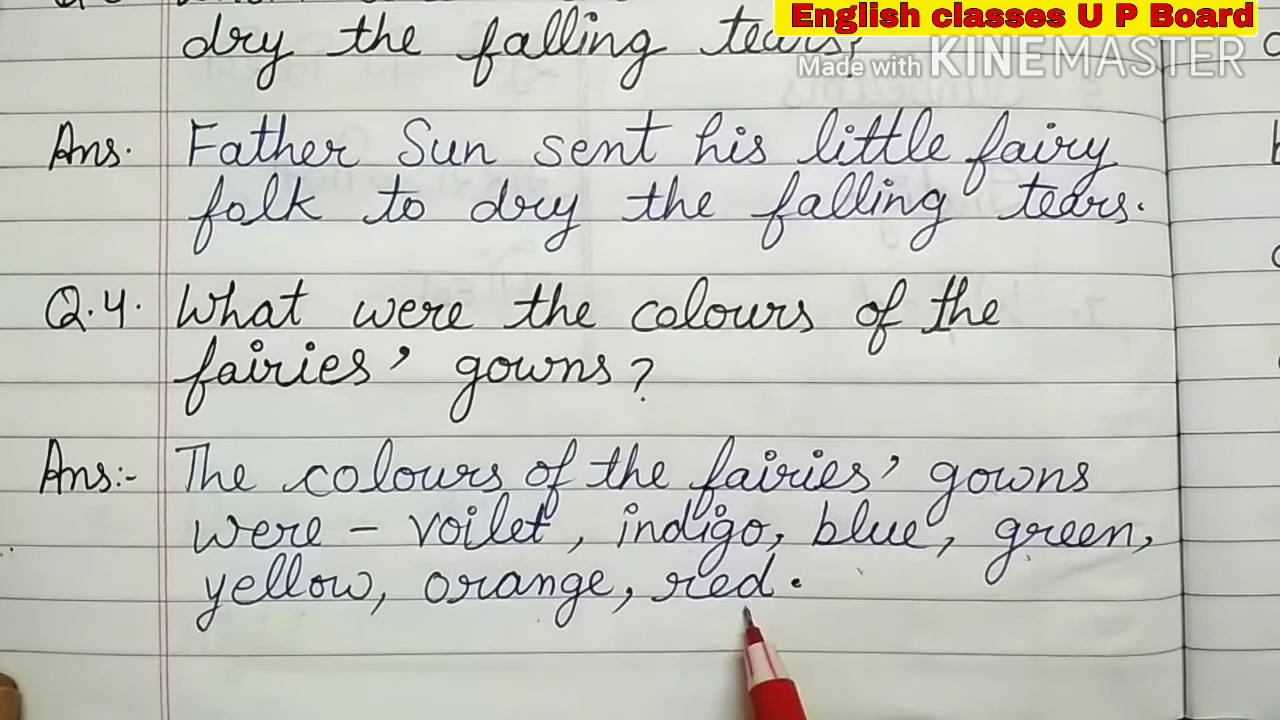 English classes U P Board
Made with KINEMASTER
dry the falling tears?
Ans. Father Sun sent his little fairy
folk to dry the falling tears.
Q.4. What were the colours of the
fairies' gowns?
Ans:- The colours of the fairies' gowns
were - voilet, indigo, blue, green,
yellow, orange, red.